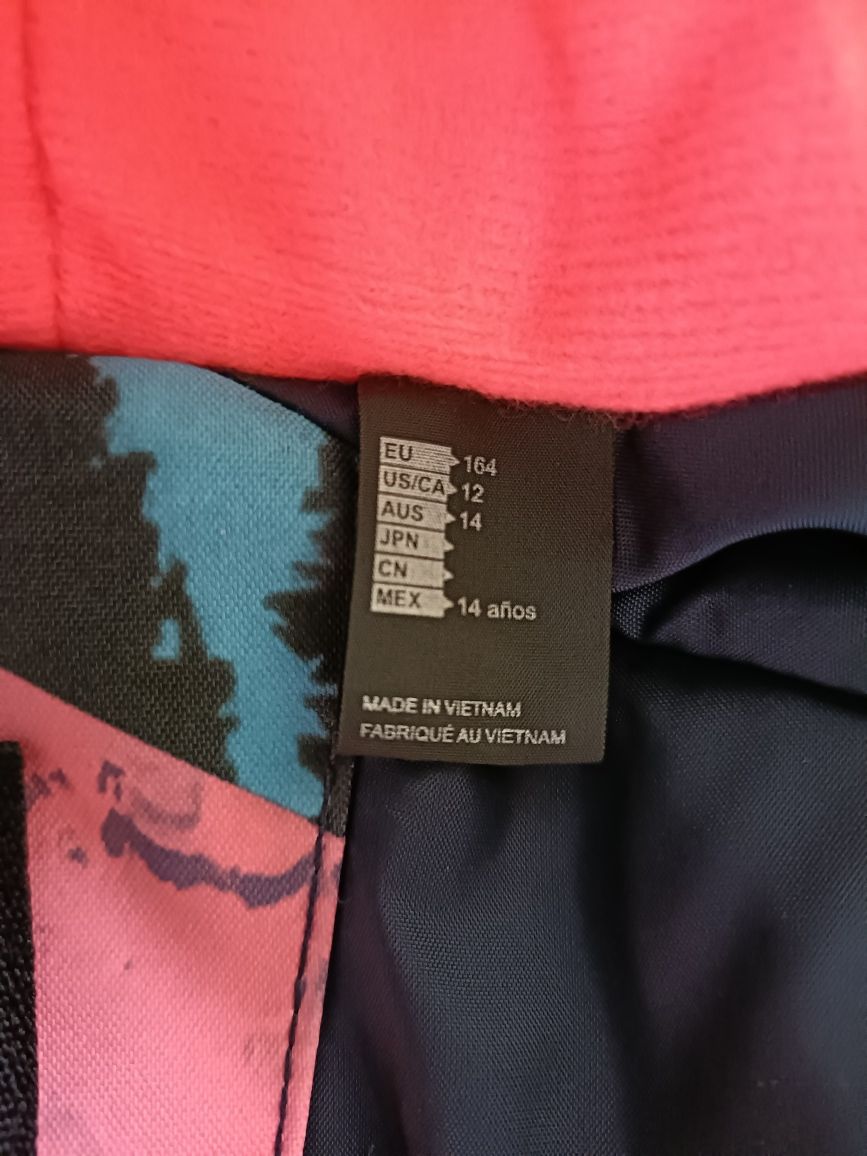 EU 164
US/CA 12
AUS 14
JPN
CN
MEX 14 años
MADE IN VIETNAM
FABRIQUÉ AU VIETNAM